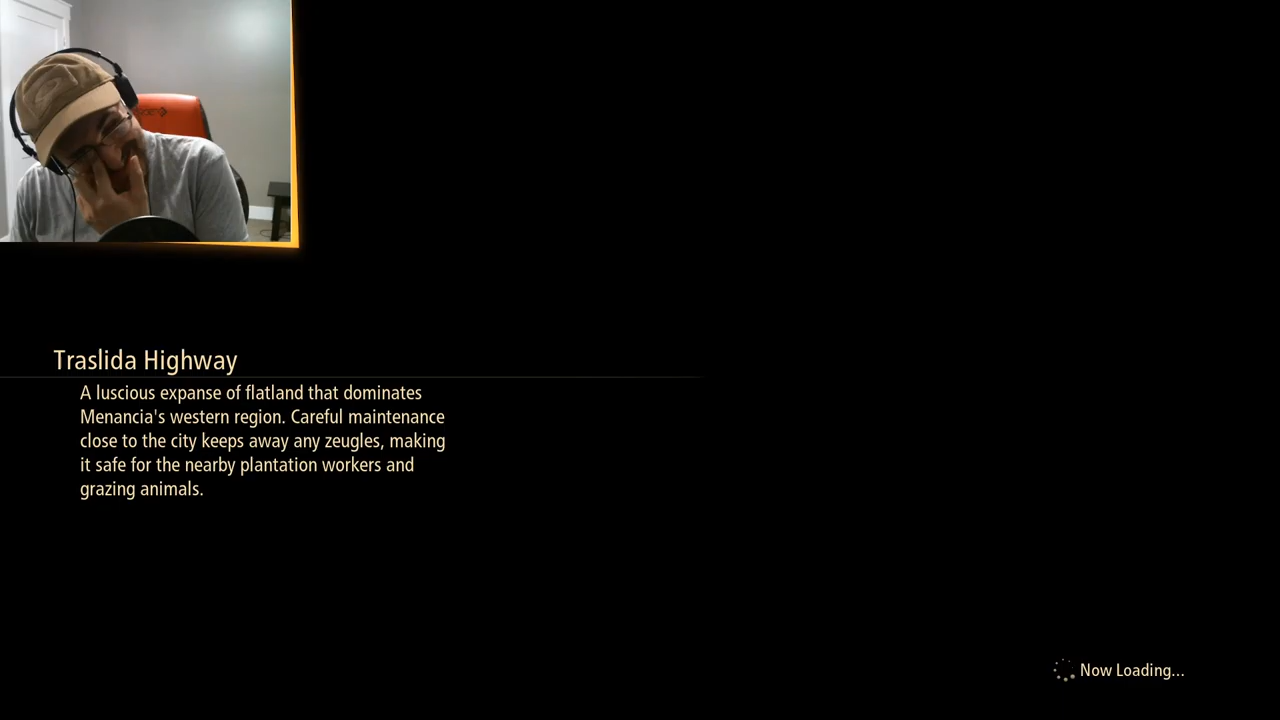 Traslida Highway
A luscious expanse of flatland that dominates
Menancia's western region. Careful maintenance
close to the city keeps away any zeugles, making
it safe for the nearby plantation workers and
grazing animals.
Now Loading...